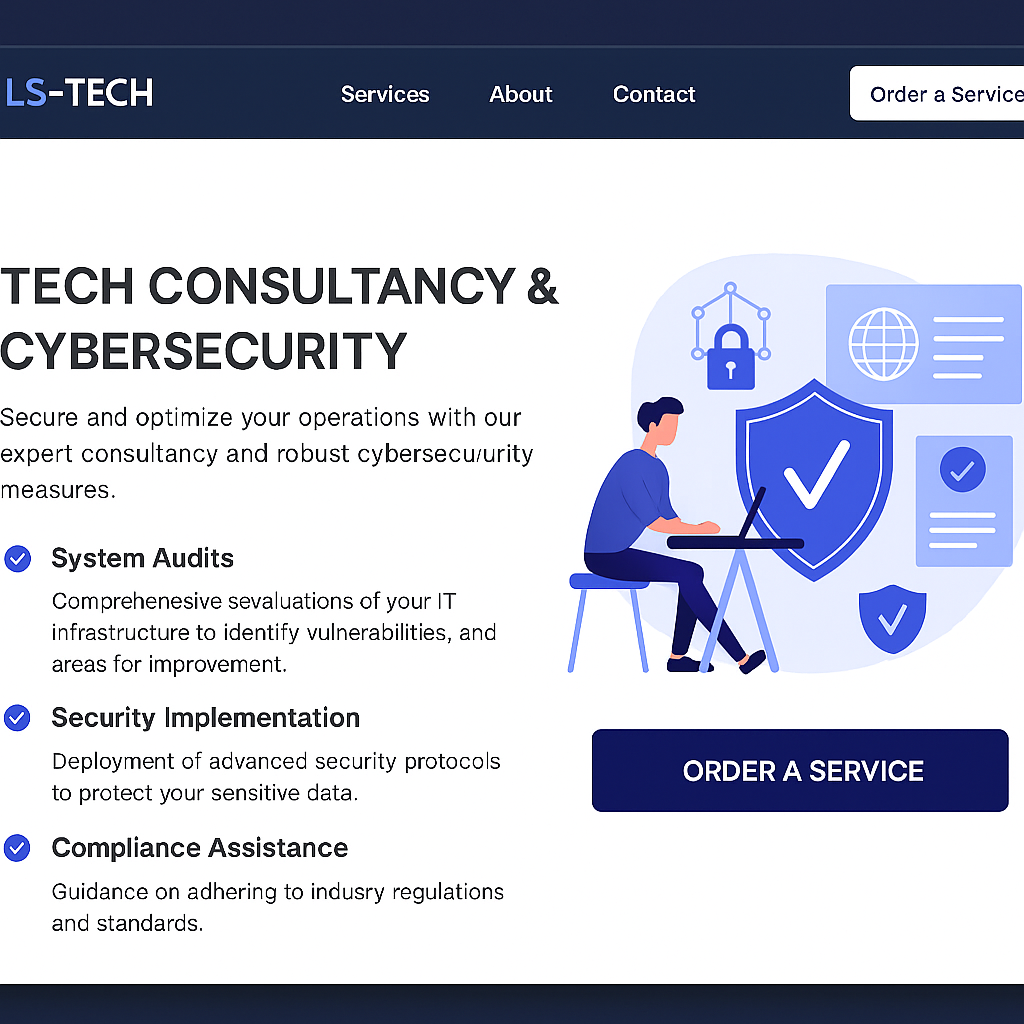 LS-TECH
Services
About
Contact
Order a Service
TECH CONSULTANCY &
CYBERSECURITY
Secure and optimize your operations with our
expert consultancy and robust cybersecu/urity
measures.
System Audits
Comprehenesive sevaluations of your IT
infrastructure to identify vulnerabilities, and
areas for improvement.
Security Implementation
Deployment of advanced security protocols
to protect your sensitive data.
Compliance Assistance
Guidance on adhering to indusry regulations
and standards.
ORDER A SERVICE